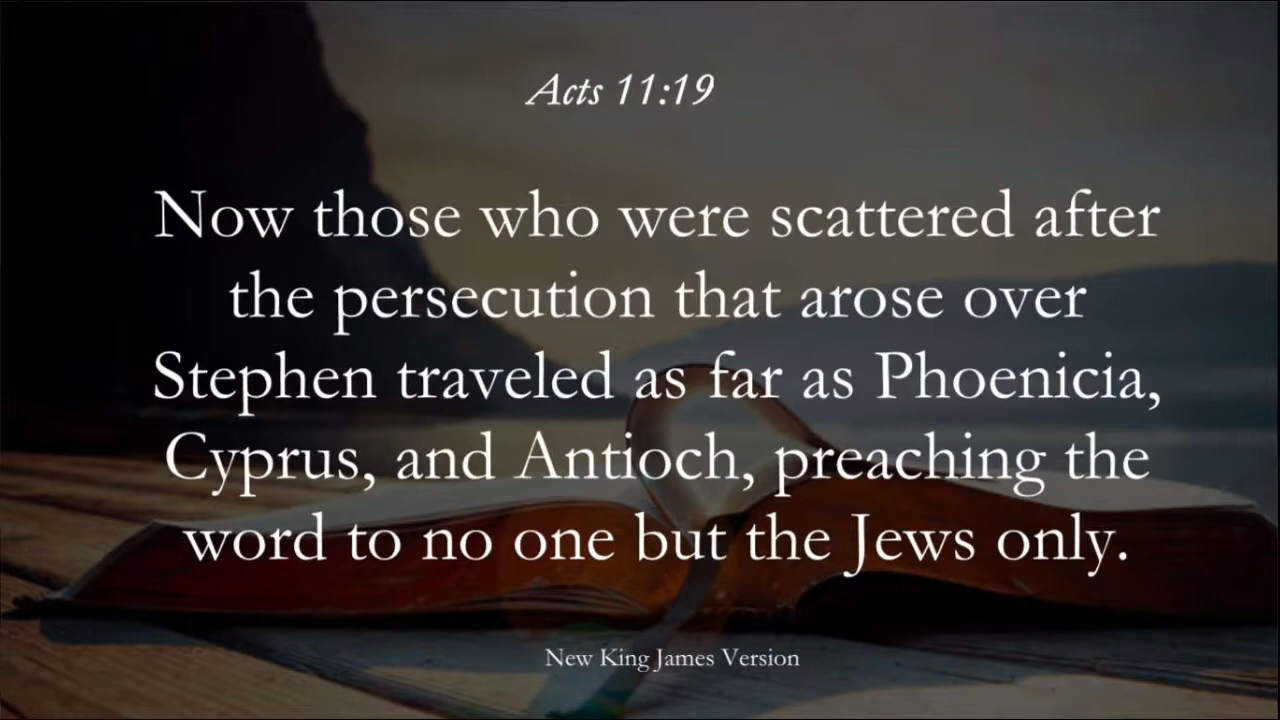 Acts 11:19
Now those who were scattered after
the persecution that arose over
Stephen traveled as far as Phoenicia,
Cyprus, and Antioch, preaching the
word to no one but the Jews only.
New King James Version